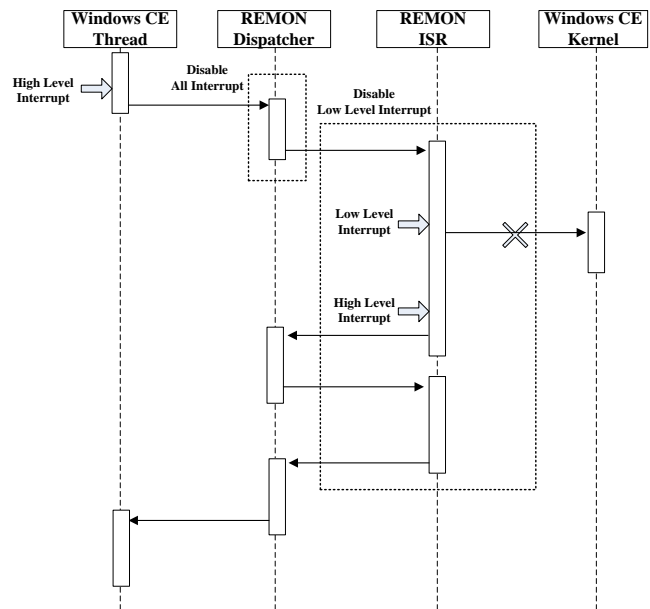 Windows CE
Thread
REMON
Dispatcher
REMON
ISR
Windows CE
Kernel
High Level
Interrupt
Disable
All Interrupt
Disable
Low Level Interrupt
Low Level
Interrupt
High Level
Interrupt